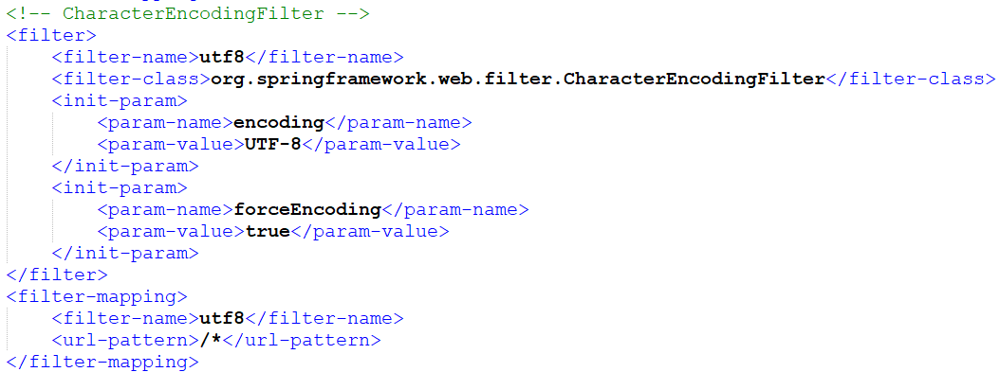 <!-- CharacterEncodingFilter -->
<filter>
    <filter-name>utf8</filter-name>
    <filter-class>org.springframework.web.filter.CharacterEncodingFilter</filter-class>
    <init-param>
        <param-name>encoding</param-name>
        <param-value>UTF-8</param-value>
    </init-param>
    <init-param>
        <param-name>forceEncoding</param-name>
        <param-value>true</param-value>
    </init-param>
</filter>
<filter-mapping>
    <filter-name>utf8</filter-name>
    <url-pattern>/*</url-pattern>
</filter-mapping>